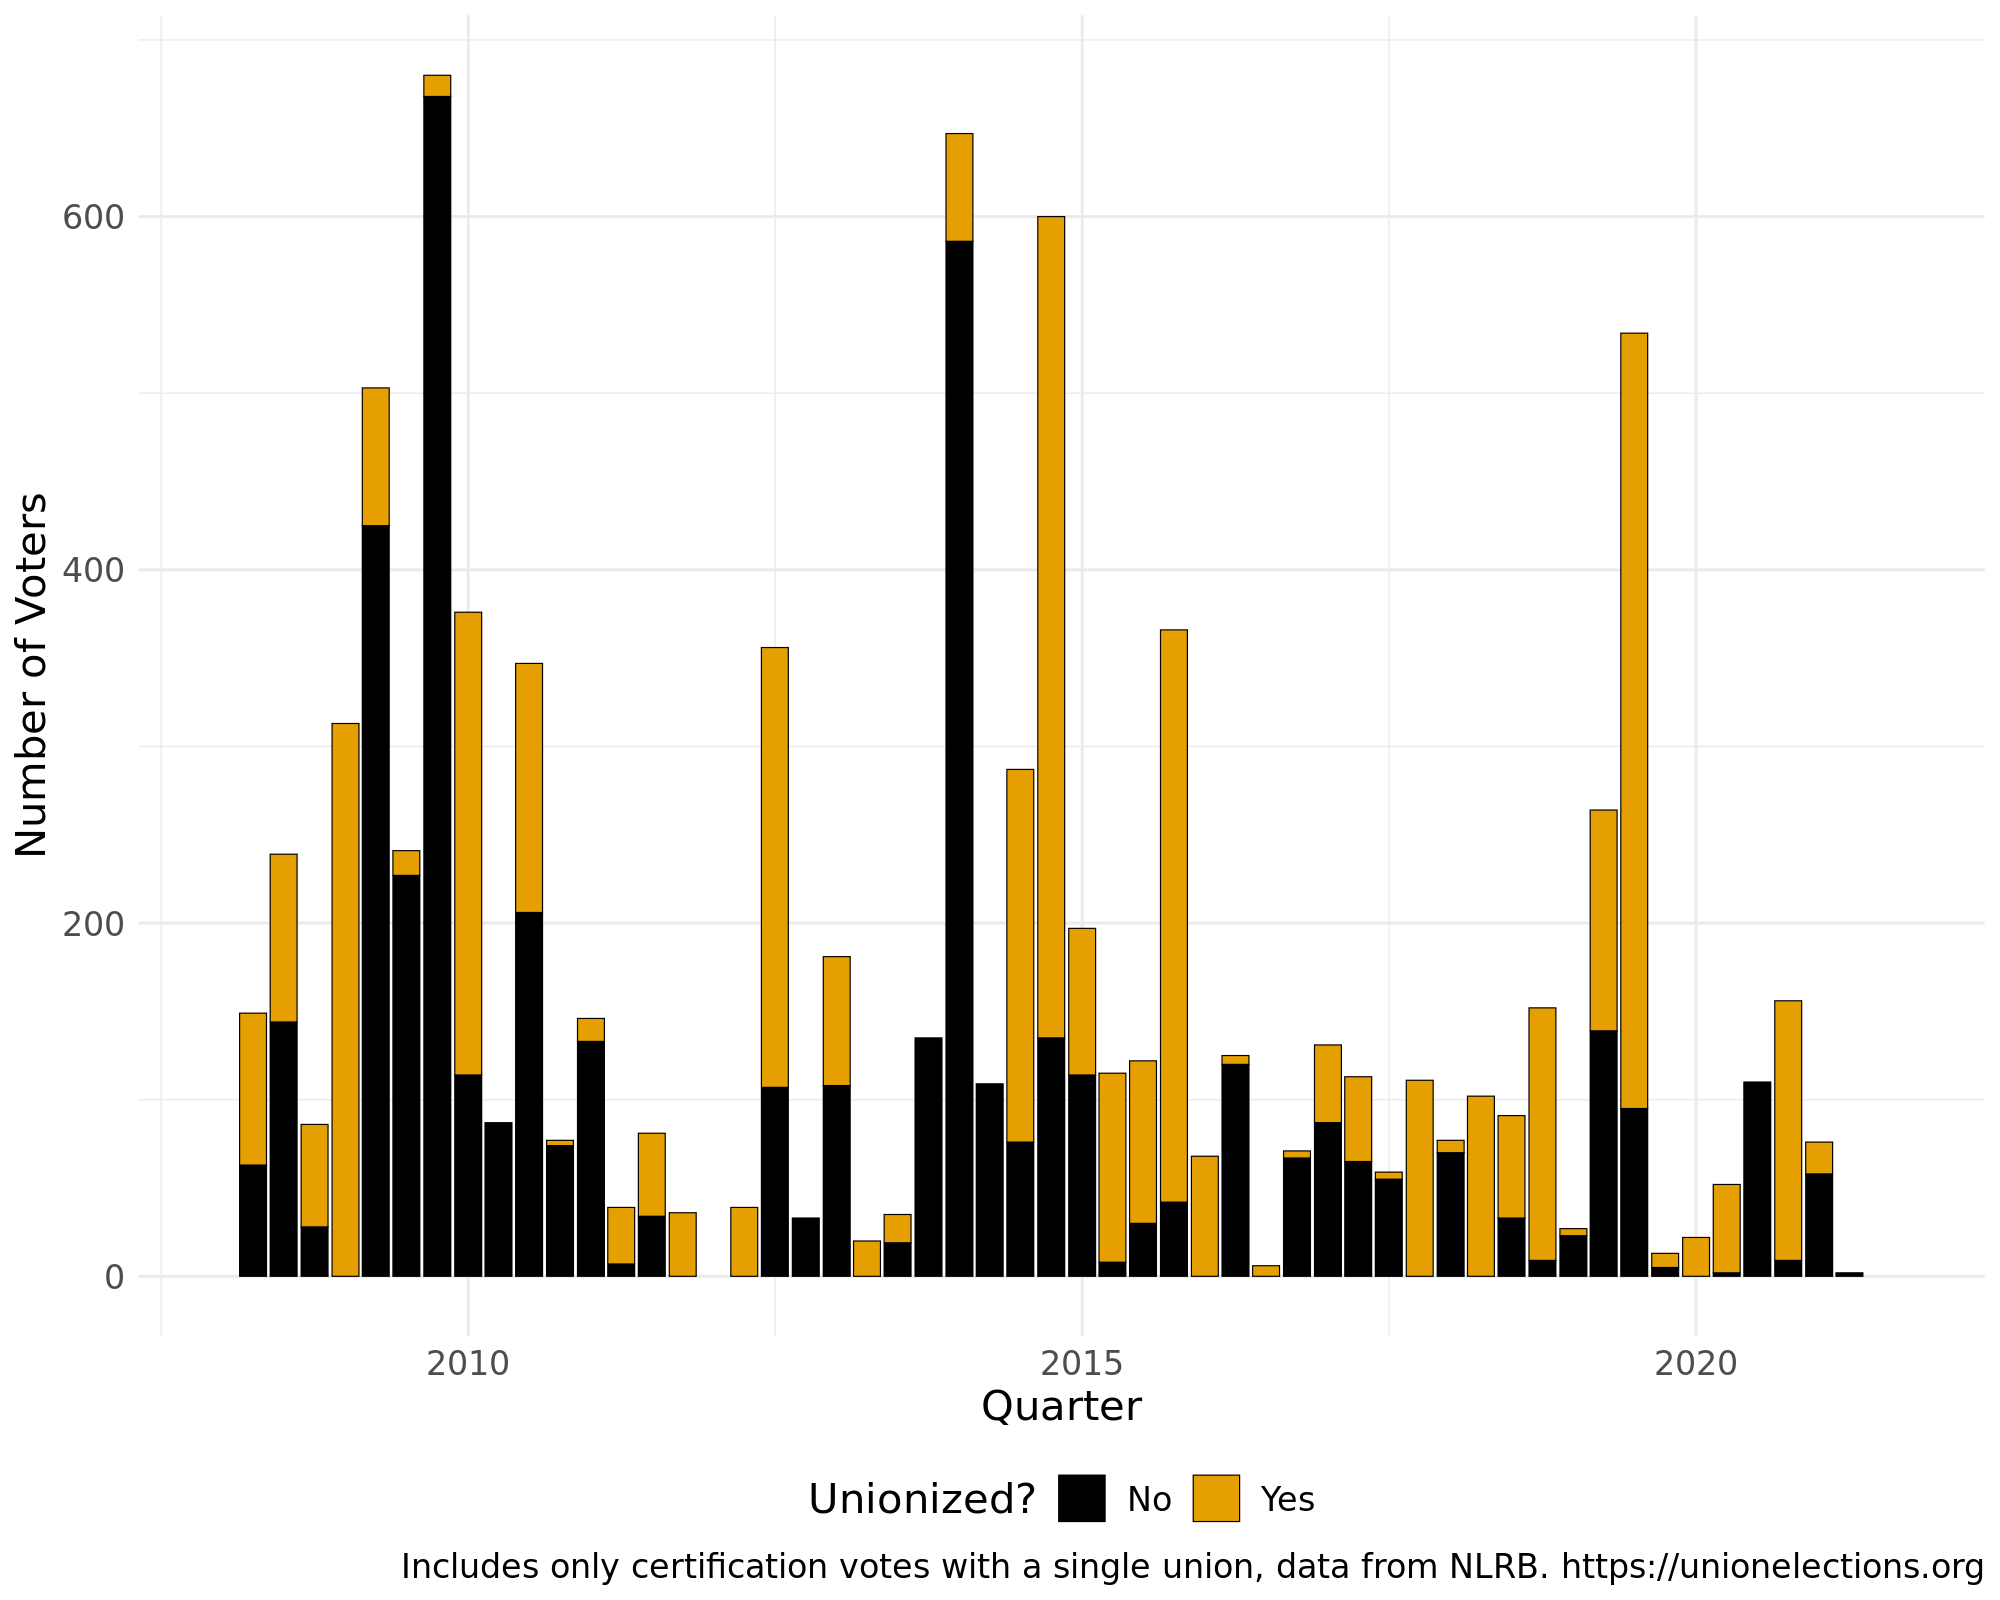 600
400
200
0
Number of Voters
2010 2015 2020
Quarter
Unionized? No Yes
Includes only certification votes with a single union, data from NLRB. https://unionelections.org